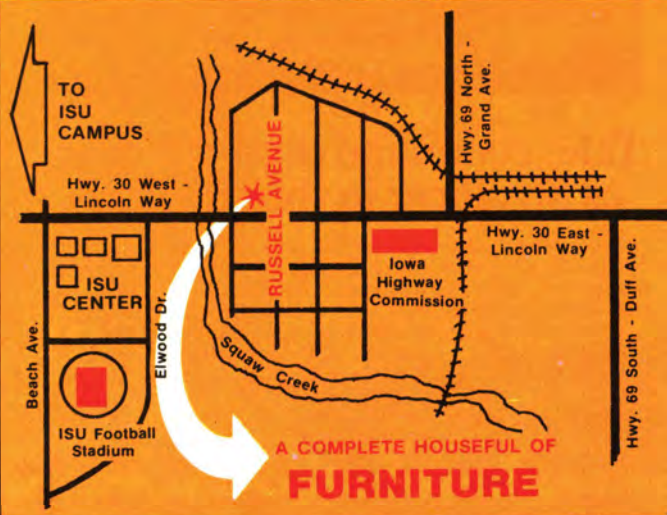 TO
ISU
CAMPUS
Hwy. 69 North -
Grand Ave.
Hwy. 30 West -
Lincoln Way
RUSSELL AVENUE
Hwy. 30 East -
Lincoln Way
ISU
CENTER
Iowa
Highway
Commission
Beach Ave.
Elwood Dr.
Hwy. 69 South - Duff Ave.
Squaw Creek
ISU Football
Stadium
A COMPLETE HOUSEFUL OF
FURNITURE